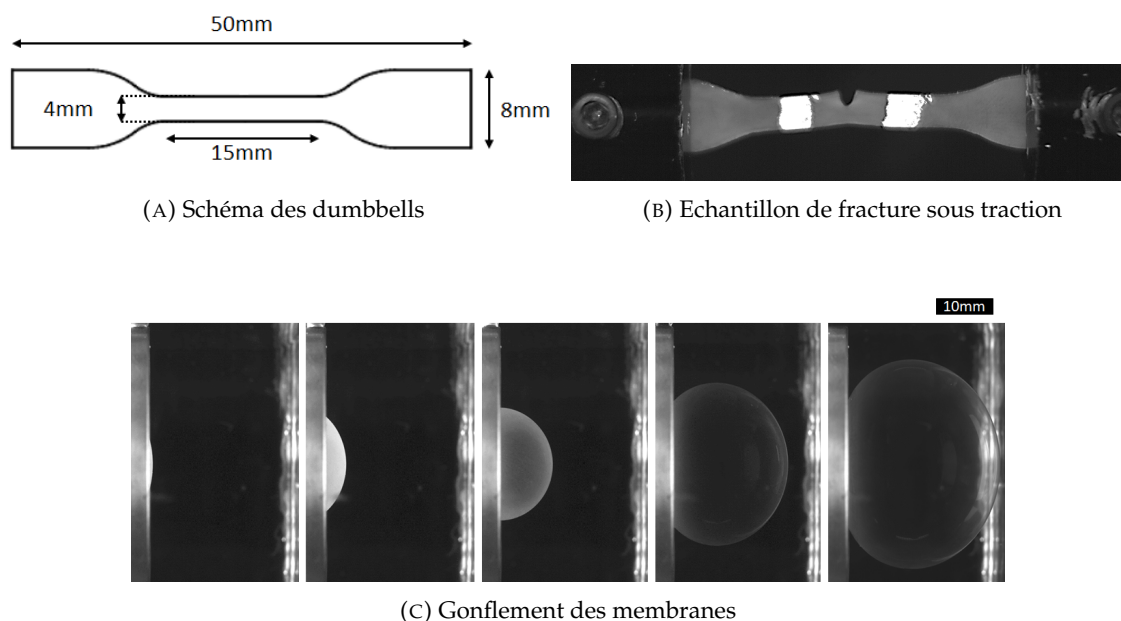 50mm
4mm
8mm
15mm
(A) Schéma des dumbbells
(B) Echantillon de fracture sous traction
10mm
(C) Gonflement des membranes